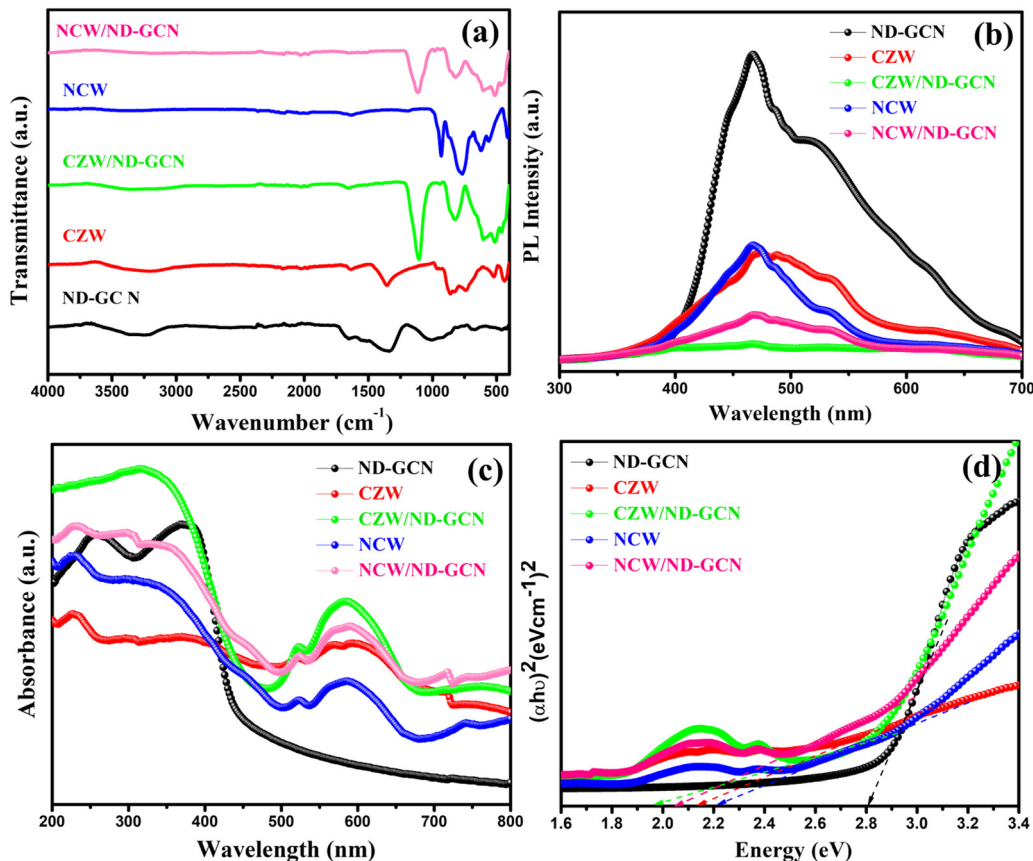 (a)
NCW/ND-GCN
NCW
CZW/ND-GCN
CZW
ND-GC N
Transmittance (a.u.)
4000 3500 3000 2500 2000 1500 1000 500
Wavenumber (cm-1)
(b)
ND-GCN
CZW
CZW/ND-GCN
NCW
NCW/ND-GCN
PL Intensity (a.u.)
300 400 500 600 700
Wavelength (nm)
(c)
ND-GCN
CZW
CZW/ND-GCN
NCW
NCW/ND-GCN
Absorbance (a.u.)
200 300 400 500 600 700 800
Wavelength (nm)
(d)
ND-GCN
CZW
CZW/ND-GCN
NCW
NCW/ND-GCN
(αhυ)2(eVcm-1)2
1.6 1.8 2.0 2.2 2.4 2.6 2.8 3.0 3.2 3.4
Energy (eV)